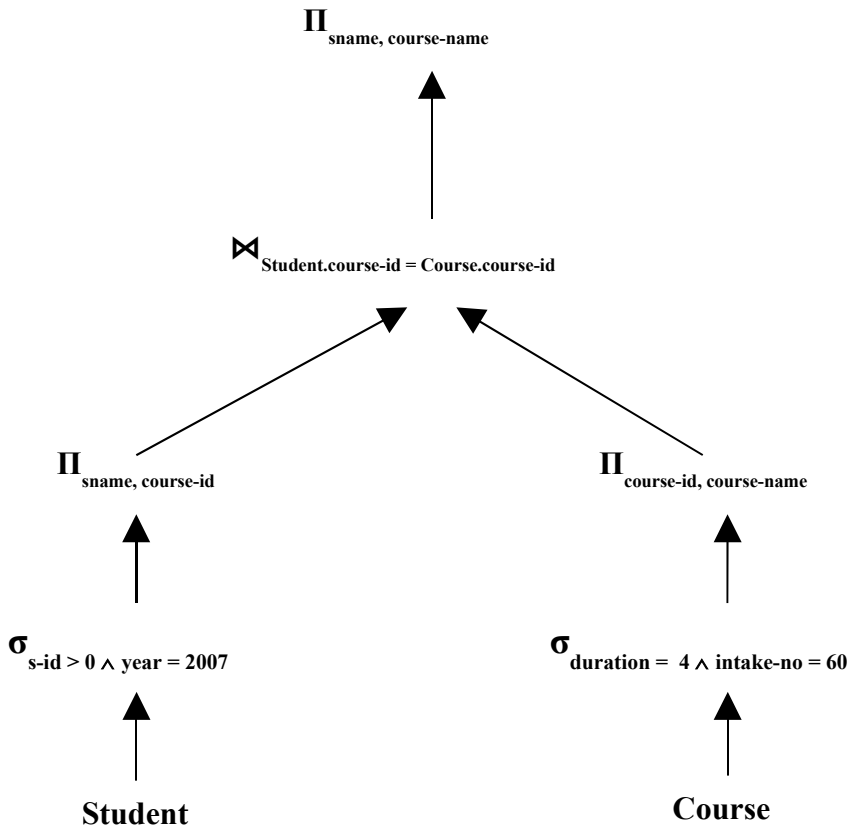 Π sname, course-name
⋈ Student.course-id = Course.course-id
Π sname, course-id
Π course-id, course-name
σ s-id > 0 ∧ year = 2007
σ duration = 4 ∧ intake-no = 60
Student
Course